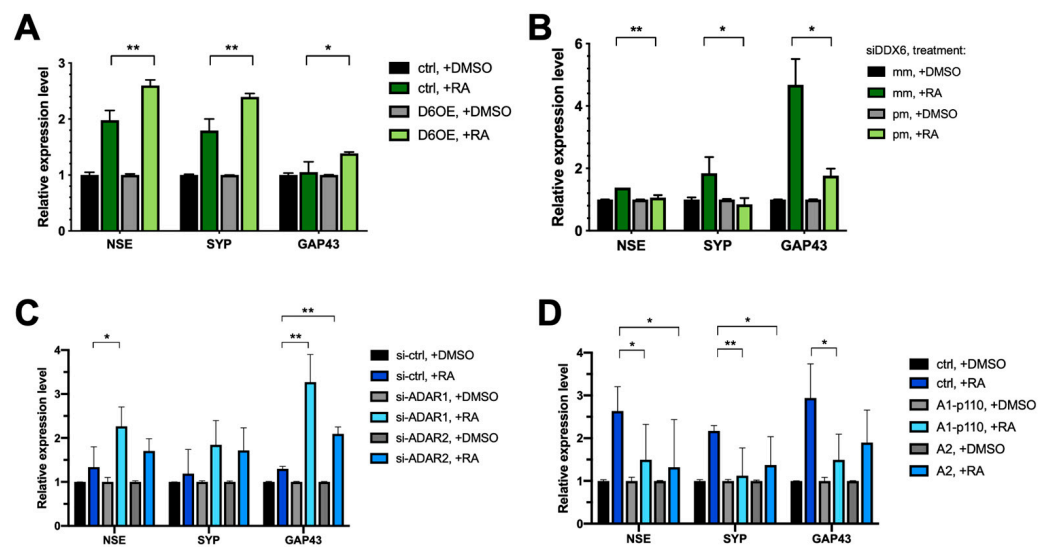 A
Relative expression level
3
2
1
0
**
**
*
NSE
SYP
GAP43
ctrl, +DMSO
ctrl, +RA
D6OE, +DMSO
D6OE, +RA
B
Relative expression level
6
4
2
0
**
*
*
NSE
SYP
GAP43
siDDX6, treatment:
mm, +DMSO
mm, +RA
pm, +DMSO
pm, +RA
C
Relative expression level
4
3
2
1
0
*
**
**
NSE
SYP
GAP43
si-ctrl, +DMSO
si-ctrl, +RA
si-ADAR1, +DMSO
si-ADAR1, +RA
si-ADAR2, +DMSO
si-ADAR2, +RA
D
Relative expression level
4
3
2
1
0
*
*
*
**
*
NSE
SYP
GAP43
ctrl, +DMSO
ctrl, +RA
A1-p110, +DMSO
A1-p110, +RA
A2, +DMSO
A2, +RA